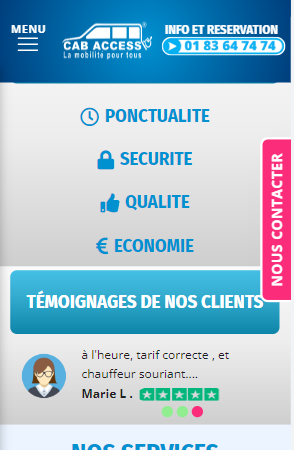 MENU
CAB ACCESS
La mobilité pour tous
INFO ET RESERVATION
01 83 64 74 74
PONCTUALITE
SECURITE
QUALITE
ECONOMIE
NOUS CONTACTER
TÉMOIGNAGES DE NOS CLIENTS
à l'heure, tarif correcte , et
chauffeur souriant....
Marie L .
NOS SERVICES